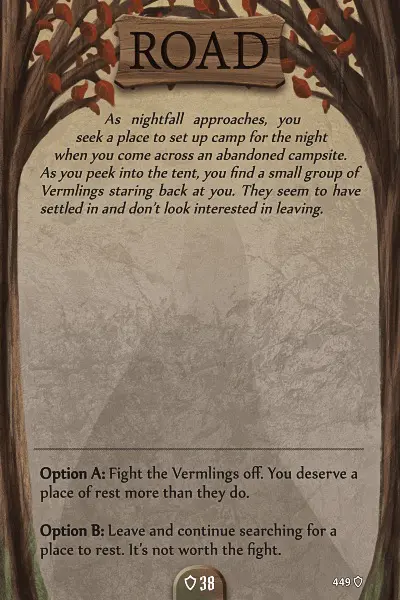 ROAD
As nightfall approaches, you
seek a place to set up camp for the night
when you come across an abandoned campsite.
As you peek into the tent, you find a small group of
Vermlings staring back at you. They seem to have
settled in and don't look interested in leaving.
Option A: Fight the Vermlings off. You deserve a
place of rest more than they do.
Option B: Leave and continue searching for a
place to rest. It's not worth the fight.
38
449